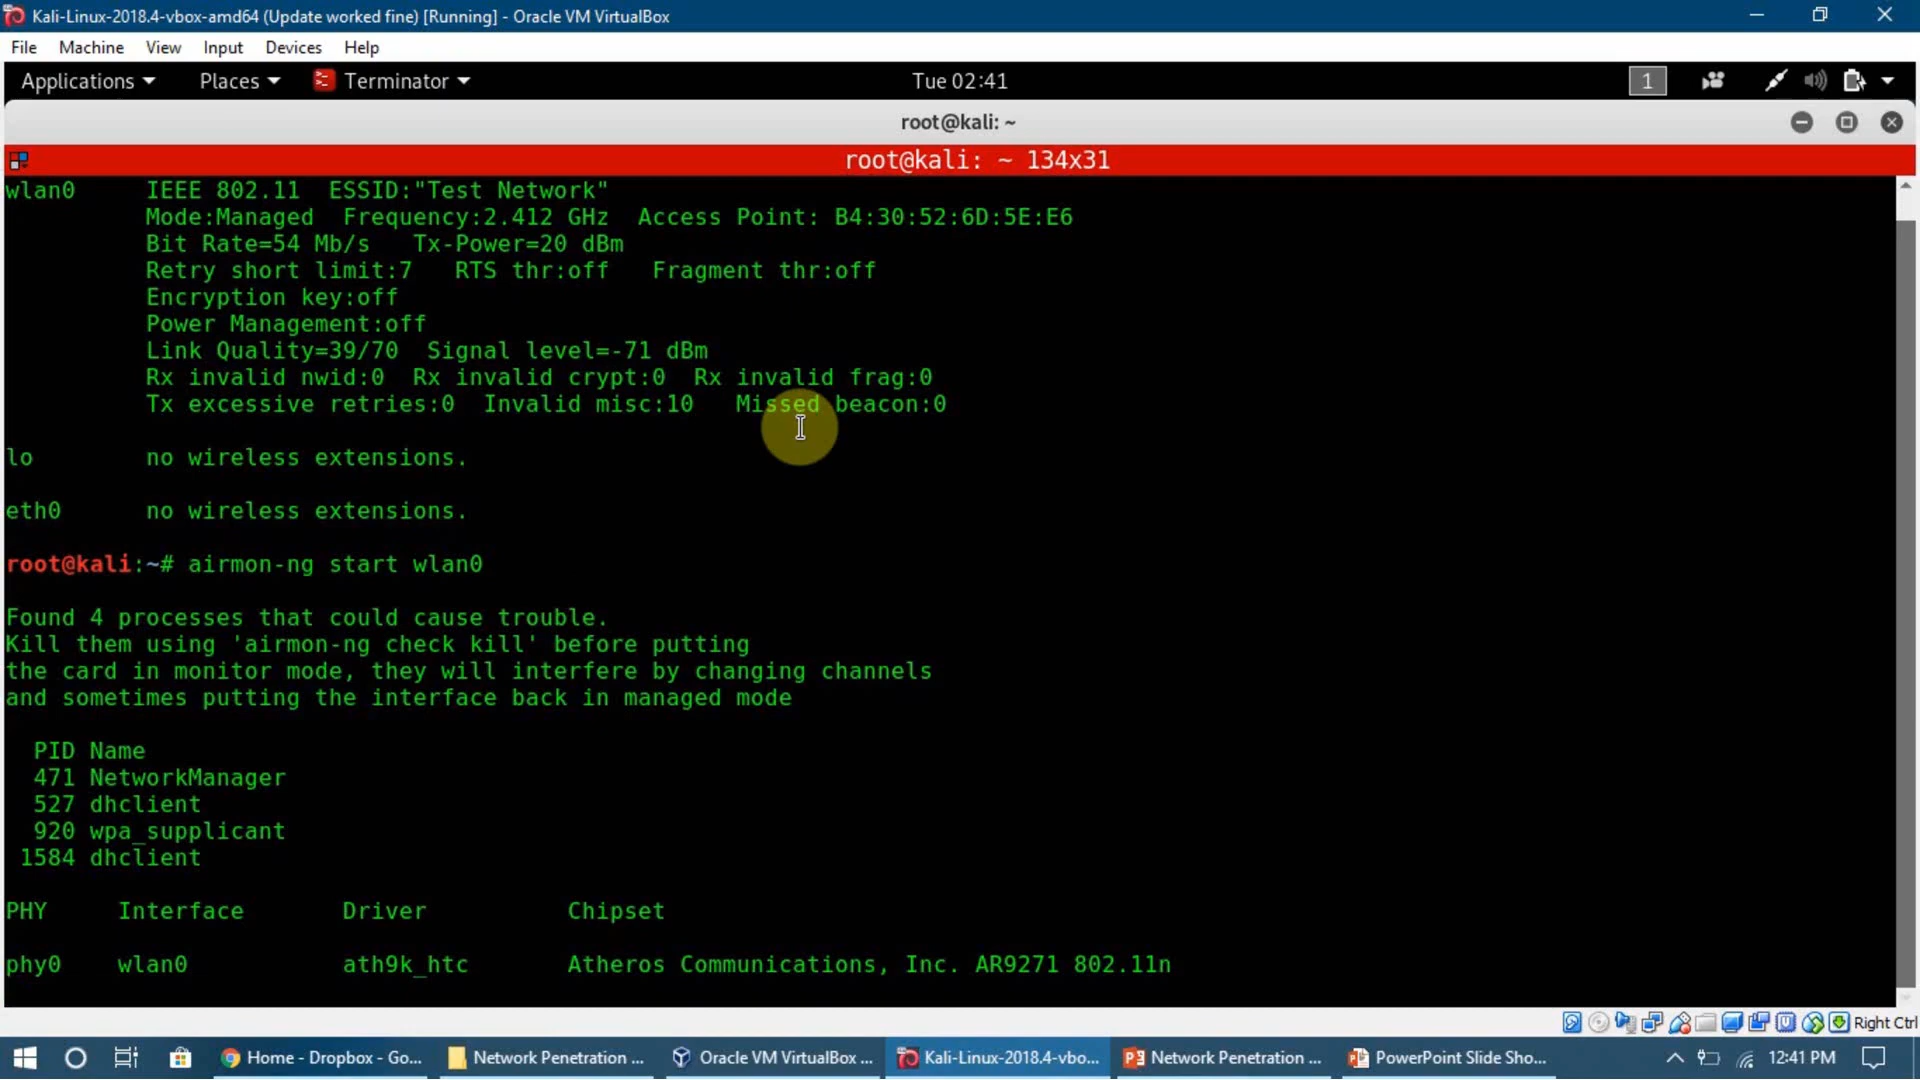 Kali-Linux-2018.4-vbox-amd64 (Update worked fine) [Running] - Oracle VM VirtualBox
File Machine View Input Devices Help
Applications Places Terminator Tue 02:41 1
root@kali: ~
root@kali: ~ 134x31
wlan0 IEEE 802.11 ESSID:"Test Network"
Mode:Managed Frequency:2.412 GHz Access Point: B4:30:52:6D:5E:E6
Bit Rate=54 Mb/s Tx-Power=20 dBm
Retry short limit:7 RTS thr:off Fragment thr:off
Encryption key:off
Power Management:off
Link Quality=39/70 Signal level=-71 dBm
Rx invalid nwid:0 Rx invalid crypt:0 Rx invalid frag:0
Tx excessive retries:0 Invalid misc:10 Missed beacon:0
lo no wireless extensions.
eth0 no wireless extensions.
root@kali:~# airmon-ng start wlan0
Found 4 processes that could cause trouble.
Kill them using 'airmon-ng check kill' before putting
the card in monitor mode, they will interfere by changing channels
and sometimes putting the interface back in managed mode
PID Name
471 NetworkManager
527 dhclient
920 wpa_supplicant
1584 dhclient
PHY Interface Driver Chipset
phy0 wlan0 ath9k_htc Atheros Communications, Inc. AR9271 802.11n
Right Ctrl
Home - Dropbox - Go... Network Penetration ... Oracle VM VirtualBox ... Kali-Linux-2018.4-vbo... Network Penetration ... PowerPoint Slide Sho... 12:41 PM